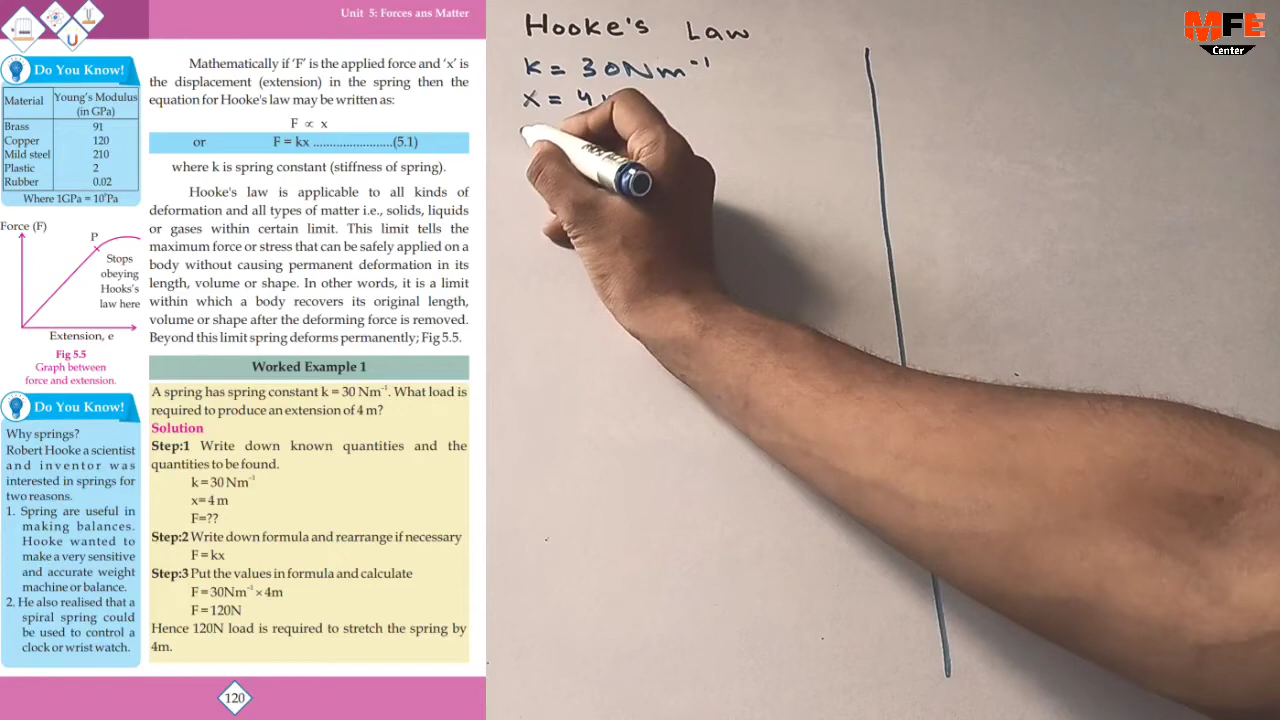 Unit 5: Forces ans Matter
Do You Know!
Material Young's Modulus (in GPa)
Brass 91
Copper 120
Mild steel 210
Plastic 2
Rubber 0.02
Where 1GPa = 10⁹Pa
Force (F)
P
Stops
obeying
Hooks's
law here
Extension, e
Fig 5.5
Graph between
force and extension.
Do You Know!
Why springs?
Robert Hooke a scientist
and inventor was
interested in springs for
two reasons.
1. Spring are useful in
making balances.
Hooke wanted to
make a very sensitive
and accurate weight
machine or balance.
2. He also realised that a
spiral spring could
be used to control a
clock or wrist watch.
Mathematically if 'F' is the applied force and 'x' is
the displacement (extension) in the spring then the
equation for Hooke's law may be written as:
F ∝ x
or F = kx ........................(5.1)
where k is spring constant (stiffness of spring).
Hooke's law is applicable to all kinds of
deformation and all types of matter i.e., solids, liquids
or gases within certain limit. This limit tells the
maximum force or stress that can be safely applied on a
body without causing permanent deformation in its
length, volume or shape. In other words, it is a limit
within which a body recovers its original length,
volume or shape after the deforming force is removed.
Beyond this limit spring deforms permanently; Fig 5.5.
Worked Example 1
A spring has spring constant k = 30 Nm⁻¹. What load is
required to produce an extension of 4 m?
Solution
Step:1 Write down known quantities and the
quantities to be found.
k = 30 Nm⁻¹
x= 4 m
F=??
Step:2 Write down formula and rearrange if necessary
F = kx
Step:3 Put the values in formula and calculate
F = 30Nm⁻¹ × 4m
F = 120N
Hence 120N load is required to stretch the spring by
4m.
120
Hooke's Law
k = 30Nm⁻¹
x = 4
MFE
Center